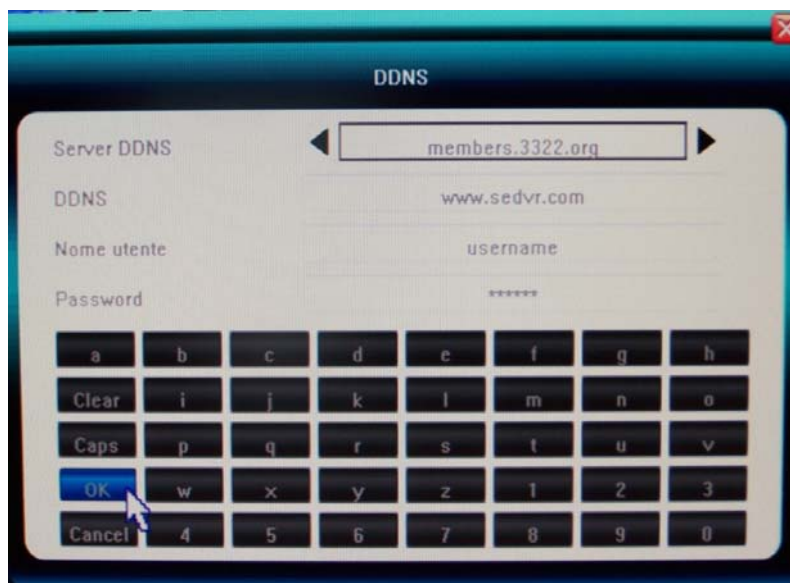 DDNS
Server DDNS members.3322.org
DDNS www.sedvr.com
Nome utente username
Password ******
a b c d e f g h
Clear i j k l m n o
Caps p q r s t u v
OK w x y z 1 2 3
Cancel 4 5 6 7 8 9 0